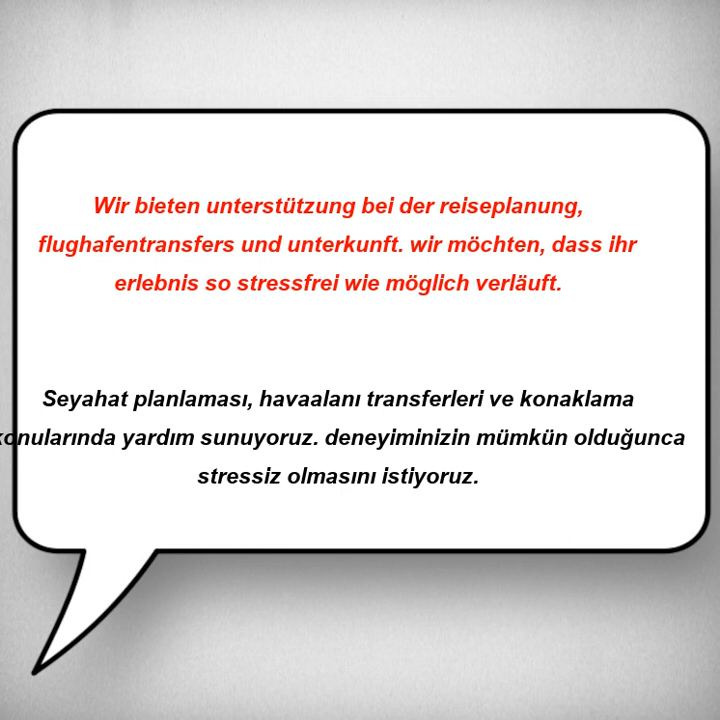 Wir bieten unterstützung bei der reiseplanung,
flughafentransfers und unterkunft. wir möchten, dass ihr
erlebnis so stressfrei wie möglich verläuft.
Seyahat planlaması, havaalanı transferleri ve konaklama
konularında yardım sunuyoruz. deneyiminizin mümkün olduğunca
stressiz olmasını istiyoruz.